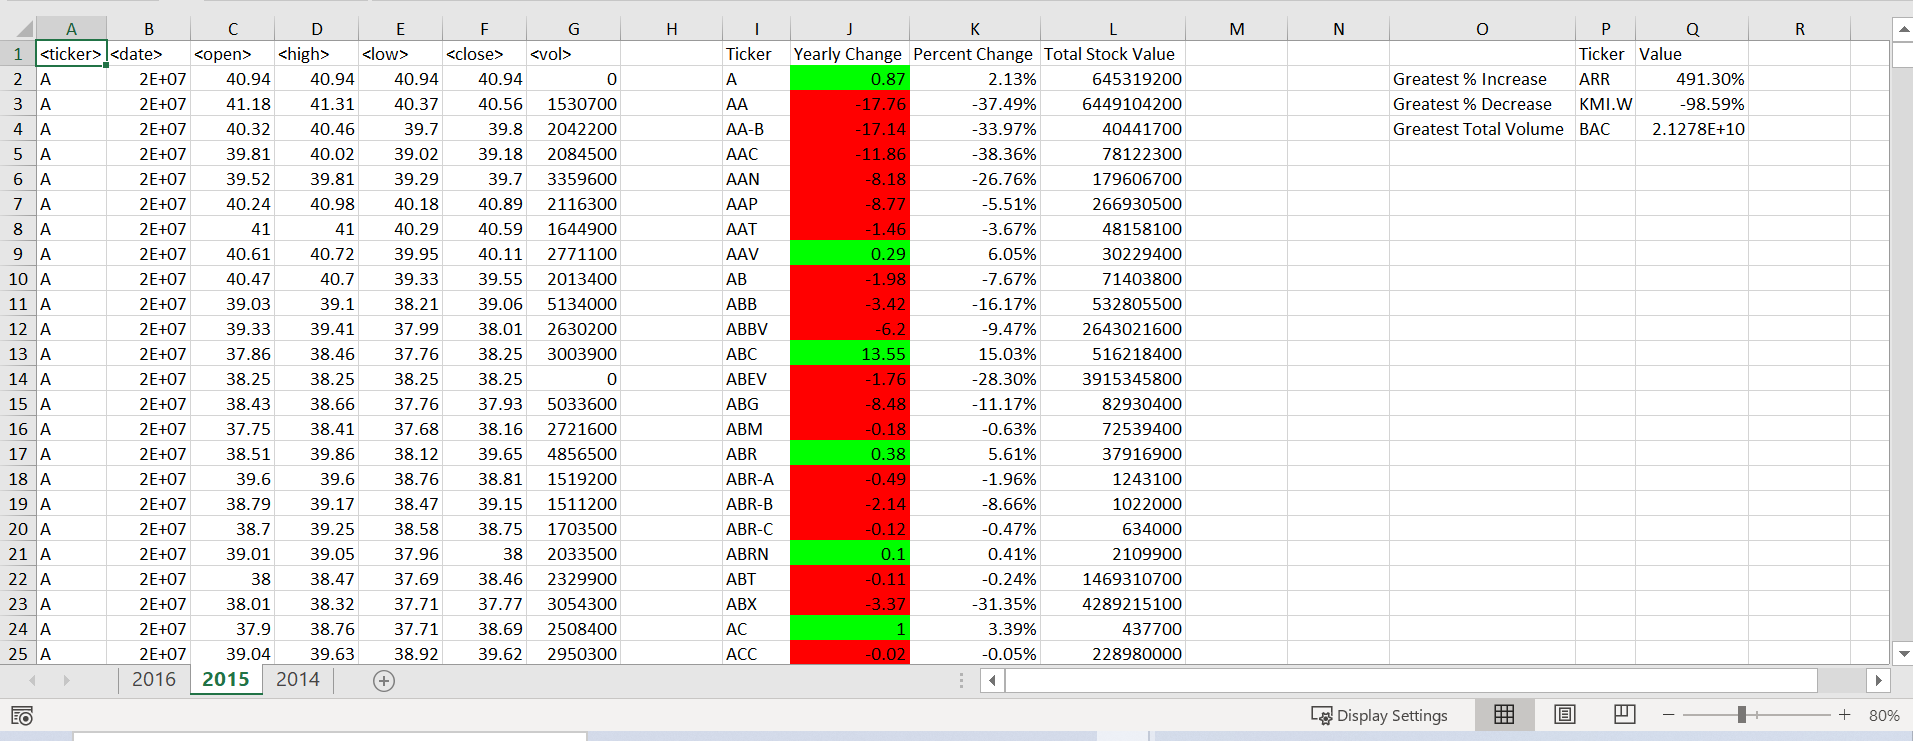 A B C D E F G H I J K L M N O P Q R
1 <ticker> <date> <open> <high> <low> <close> <vol> Ticker Yearly Change Percent Change Total Stock Value Ticker Value
2 A 2E+07 40.94 40.94 40.94 40.94 0 A 0.87 2.13% 645319200 Greatest % Increase ARR 491.30%
3 A 2E+07 41.18 41.31 40.37 40.56 1530700 AA -17.76 -37.49% 6449104200 Greatest % Decrease KMI.W -98.59%
4 A 2E+07 40.32 40.46 39.7 39.8 2042200 AA-B -17.14 -33.97% 40441700 Greatest Total Volume BAC 2.1278E+10
5 A 2E+07 39.81 40.02 39.02 39.18 2084500 AAC -11.86 -38.36% 78122300
6 A 2E+07 39.52 39.81 39.29 39.7 3359600 AAN -8.18 -26.76% 179606700
7 A 2E+07 40.24 40.98 40.18 40.89 2116300 AAP -8.77 -5.51% 266930500
8 A 2E+07 41 41 40.29 40.59 1644900 AAT -1.46 -3.67% 48158100
9 A 2E+07 40.61 40.72 39.95 40.11 2771100 AAV 0.29 6.05% 30229400
10 A 2E+07 40.47 40.7 39.33 39.55 2013400 AB -1.98 -7.67% 71403800
11 A 2E+07 39.03 39.1 38.21 39.06 5134000 ABB -3.42 -16.17% 532805500
12 A 2E+07 39.33 39.41 37.99 38.01 2630200 ABBV -6.2 -9.47% 2643021600
13 A 2E+07 37.86 38.46 37.76 38.25 3003900 ABC 13.55 15.03% 516218400
14 A 2E+07 38.25 38.25 38.25 38.25 0 ABEV -1.76 -28.30% 3915345800
15 A 2E+07 38.43 38.66 37.76 37.93 5033600 ABG -8.48 -11.17% 82930400
16 A 2E+07 37.75 38.41 37.68 38.16 2721600 ABM -0.18 -0.63% 72539400
17 A 2E+07 38.51 39.86 38.12 39.65 4856500 ABR 0.38 5.61% 37916900
18 A 2E+07 39.6 39.6 38.76 38.81 1519200 ABR-A -0.49 -1.96% 1243100
19 A 2E+07 38.79 39.17 38.47 39.15 1511200 ABR-B -2.14 -8.66% 1022000
20 A 2E+07 38.7 39.25 38.58 38.75 1703500 ABR-C -0.12 -0.47% 634000
21 A 2E+07 39.01 39.05 37.96 38 2033500 ABRN 0.1 0.41% 2109900
22 A 2E+07 38 38.47 37.69 38.46 2329900 ABT -0.11 -0.24% 1469310700
23 A 2E+07 38.01 38.32 37.71 37.77 3054300 ABX -3.37 -31.35% 4289215100
24 A 2E+07 37.9 38.76 37.71 38.69 2508400 AC 1 3.39% 437700
25 A 2E+07 39.04 39.63 38.92 39.62 2950300 ACC -0.02 -0.05% 228980000
2016 2015 2014
Display Settings 80%